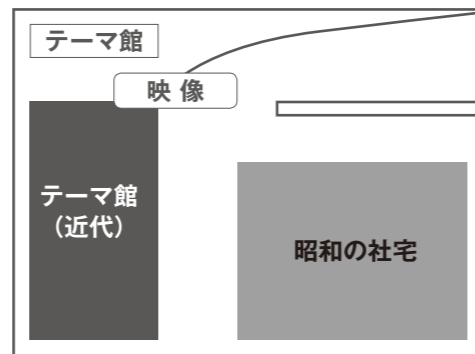 テーマ館
映像
テーマ館
（近代）
昭和の社宅